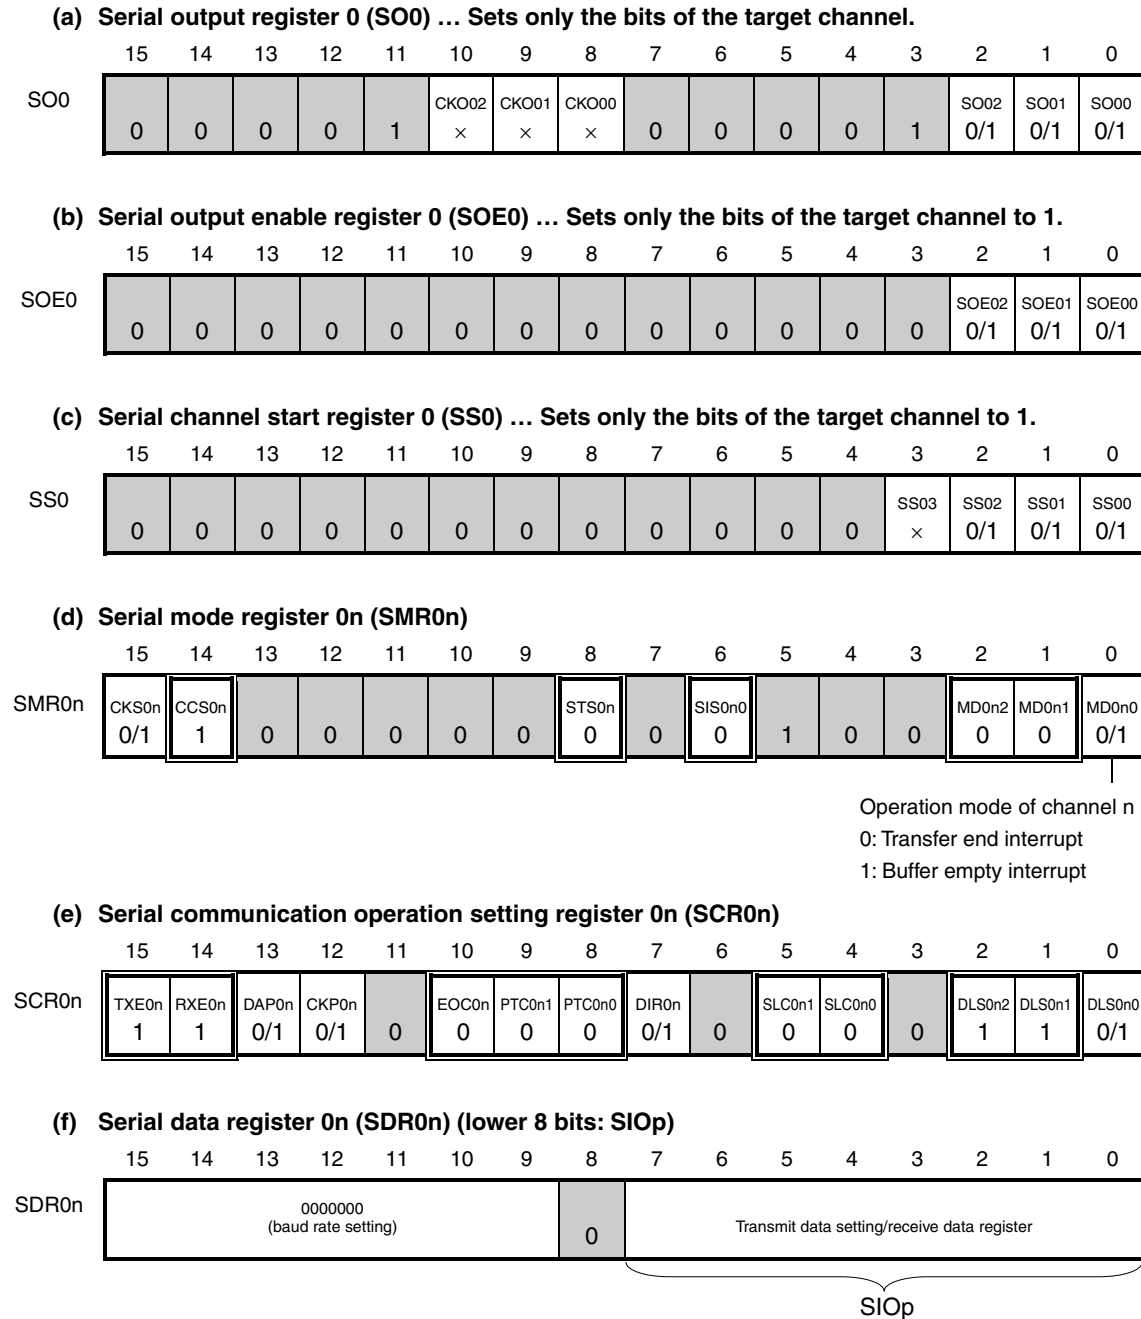 (a) Serial output register 0 (SO0) … Sets only the bits of the target channel.
15 14 13 12 11 10 9 8 7 6 5 4 3 2 1 0
CKO02 CKO01 CKO00 SO02 SO01 SO00
SO0
0 0 0 0 1 × × × 0 0 0 0 1 0/1 0/1 0/1
(b) Serial output enable register 0 (SOE0) … Sets only the bits of the target channel to 1.
15 14 13 12 11 10 9 8 7 6 5 4 3 2 1 0
SOE0
SOE02 SOE01 SOE00
0 0 0 0 0 0 0 0 0 0 0 0 0 0/1 0/1 0/1
(c) Serial channel start register 0 (SS0) … Sets only the bits of the target channel to 1.
15 14 13 12 11 10 9 8 7 6 5 4 3 2 1 0
SS0
SS03 SS02 SS01 SS00
0 0 0 0 0 0 0 0 0 0 0 0 × 0/1 0/1 0/1
(d) Serial mode register 0n (SMR0n)
15 14 13 12 11 10 9 8 7 6 5 4 3 2 1 0
SMR0n
CKS0n CCS0n STS0n SIS0n0 MD0n2 MD0n1 MD0n0
0/1 1 0 0 0 0 0 0 0 0 1 0 0 0 0 0/1
Operation mode of channel n
0: Transfer end interrupt
1: Buffer empty interrupt
(e) Serial communication operation setting register 0n (SCR0n)
15 14 13 12 11 10 9 8 7 6 5 4 3 2 1 0
SCR0n
TXE0n RXE0n DAP0n CKP0n EOC0n PTC0n1 PTC0n0 DIR0n SLC0n1 SLC0n0 DLS0n2 DLS0n1 DLS0n0
1 1 0/1 0/1 0 0 0 0 0/1 0 0 0 0 1 1 0/1
(f) Serial data register 0n (SDR0n) (lower 8 bits: SIOp)
15 14 13 12 11 10 9 8 7 6 5 4 3 2 1 0
SDR0n
0000000
(baud rate setting)
0
Transmit data setting/receive data register
SIOp